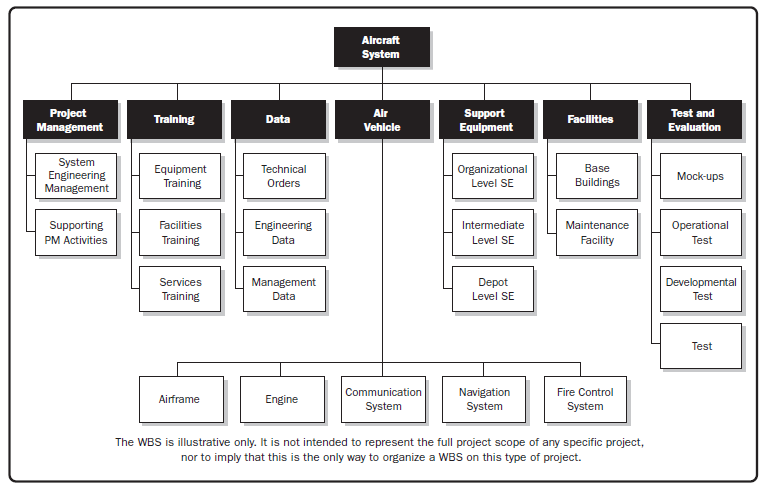 Aircraft
System
Project
Management
Training
Data
Air
Vehicle
Support
Equipment
Facilities
Test and
Evaluation
System
Engineering
Management
Supporting
PM Activities
Equipment
Training
Facilities
Training
Services
Training
Technical
Orders
Engineering
Data
Management
Data
Organizational
Level SE
Intermediate
Level SE
Depot
Level SE
Base
Buildings
Maintenance
Facility
Mock-ups
Operational
Test
Developmental
Test
Test
Airframe
Engine
Communication
System
Navigation
System
Fire Control
System
The WBS is illustrative only. It is not intended to represent the full project scope of any specific project,
nor to imply that this is the only way to organize a WBS on this type of project.